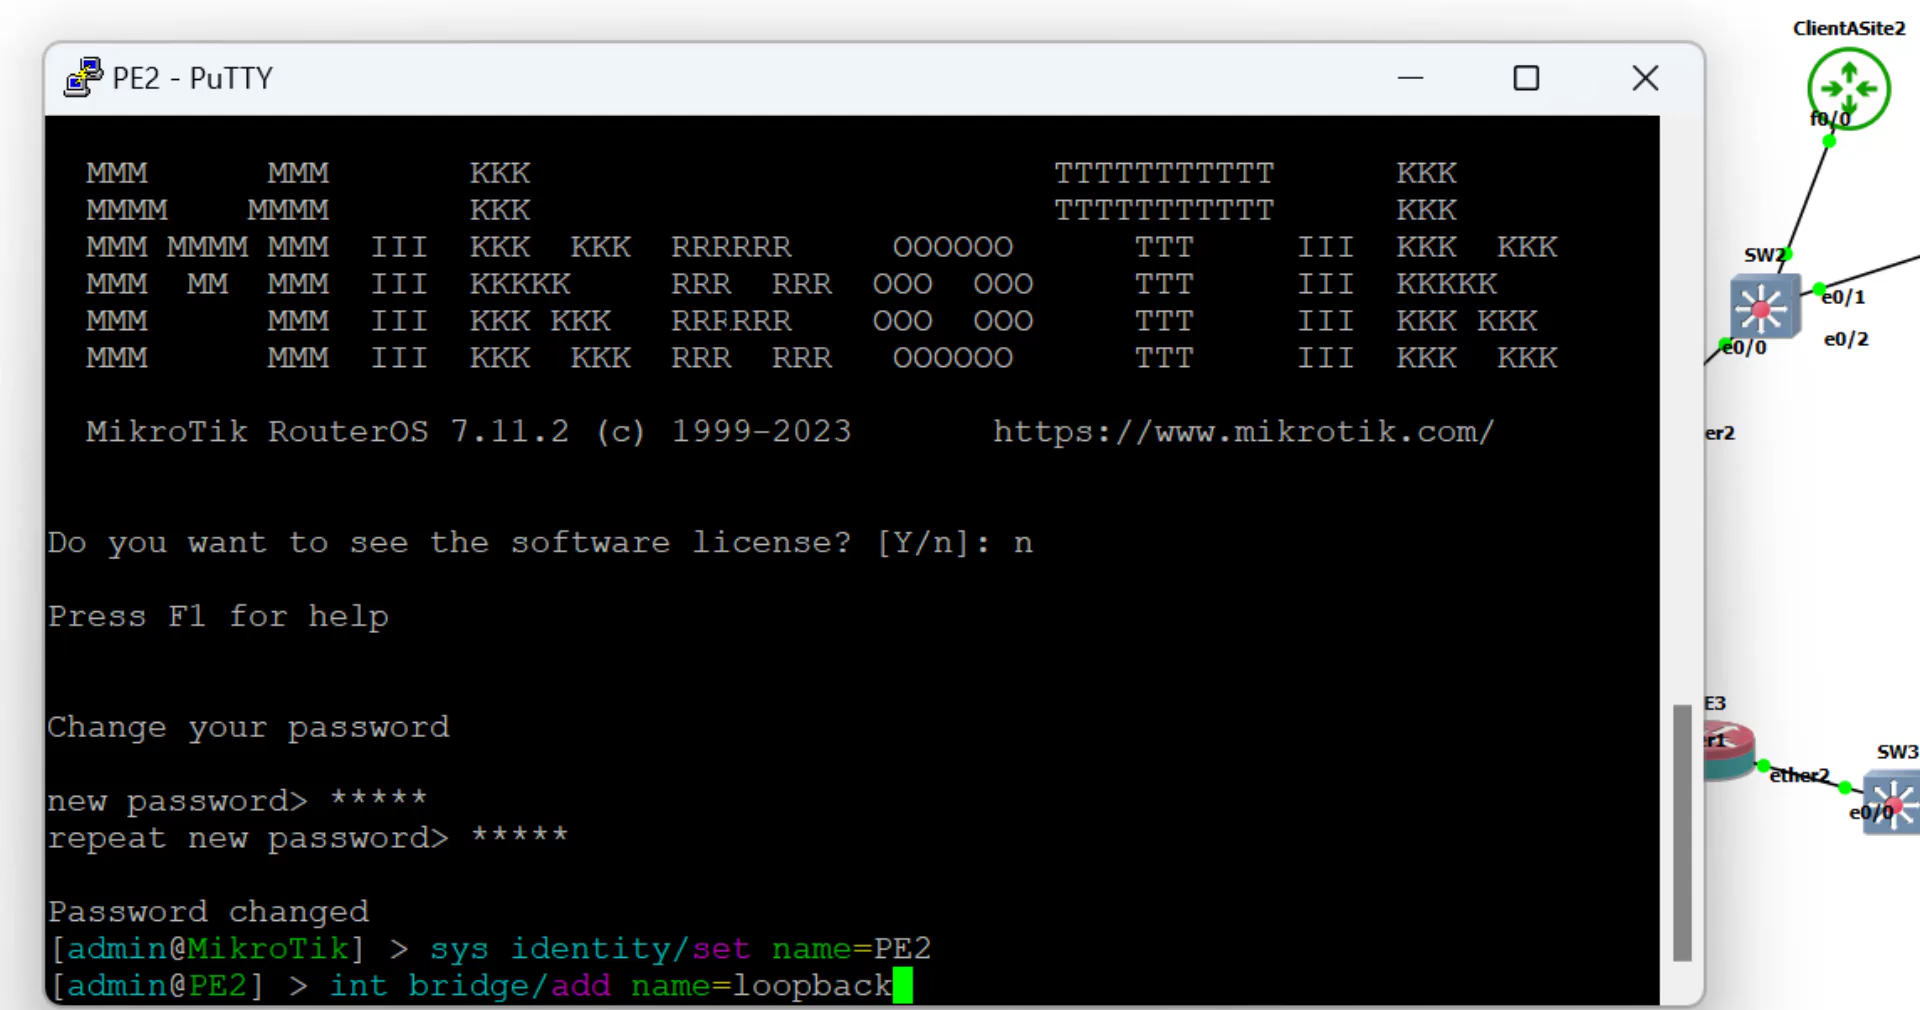 ClientASite2
PE2 - PuTTY
f0/0
MMM      MMM       KKK                          TTTTTTTTTTT      KKK
MMMM    MMMM       KKK                          TTTTTTTTTTT      KKK
MMM MMMM MMM  III  KKK  KKK  RRRRRR     OOOOOO      TTT     III  KKK  KKK
MMM  MM  MMM  III  KKKKK     RRR  RRR  OOO  OOO     TTT     III  KKKKK
MMM      MMM  III  KKK KKK   RRRRRR    OOO  OOO     TTT     III  KKK KKK
MMM      MMM  III  KKK  KKK  RRR  RRR   OOOOOO      TTT     III  KKK  KKK
SW2
e0/1
e0/2
e0/0
MikroTik RouterOS 7.11.2 (c) 1999-2023       https://www.mikrotik.com/
er2
Do you want to see the software license? [Y/n]: n
Press F1 for help
E3
Change your password
r1
SW3
ether2
new password> *****
e0/0
repeat new password> *****
Password changed
[admin@MikroTik] > sys identity/set name=PE2
[admin@PE2] > int bridge/add name=loopback